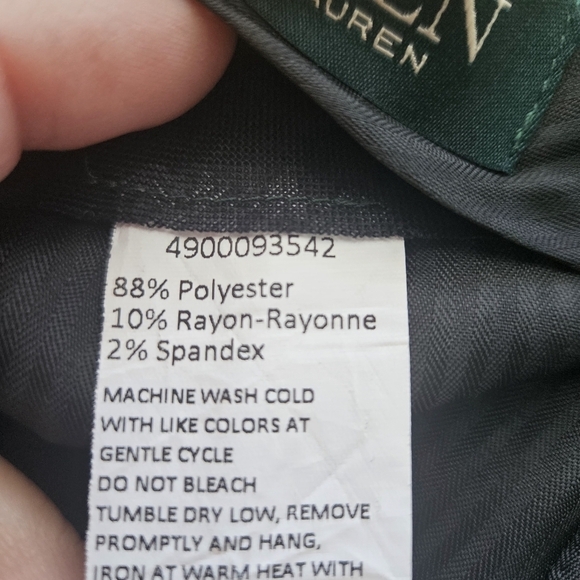 EN
LAUREN
4900093542
88% Polyester
10% Rayon-Rayonne
2% Spandex
MACHINE WASH COLD
WITH LIKE COLORS AT
GENTLE CYCLE
DO NOT BLEACH
TUMBLE DRY LOW, REMOVE
PROMPTLY AND HANG,
IRON AT WARM HEAT WITH